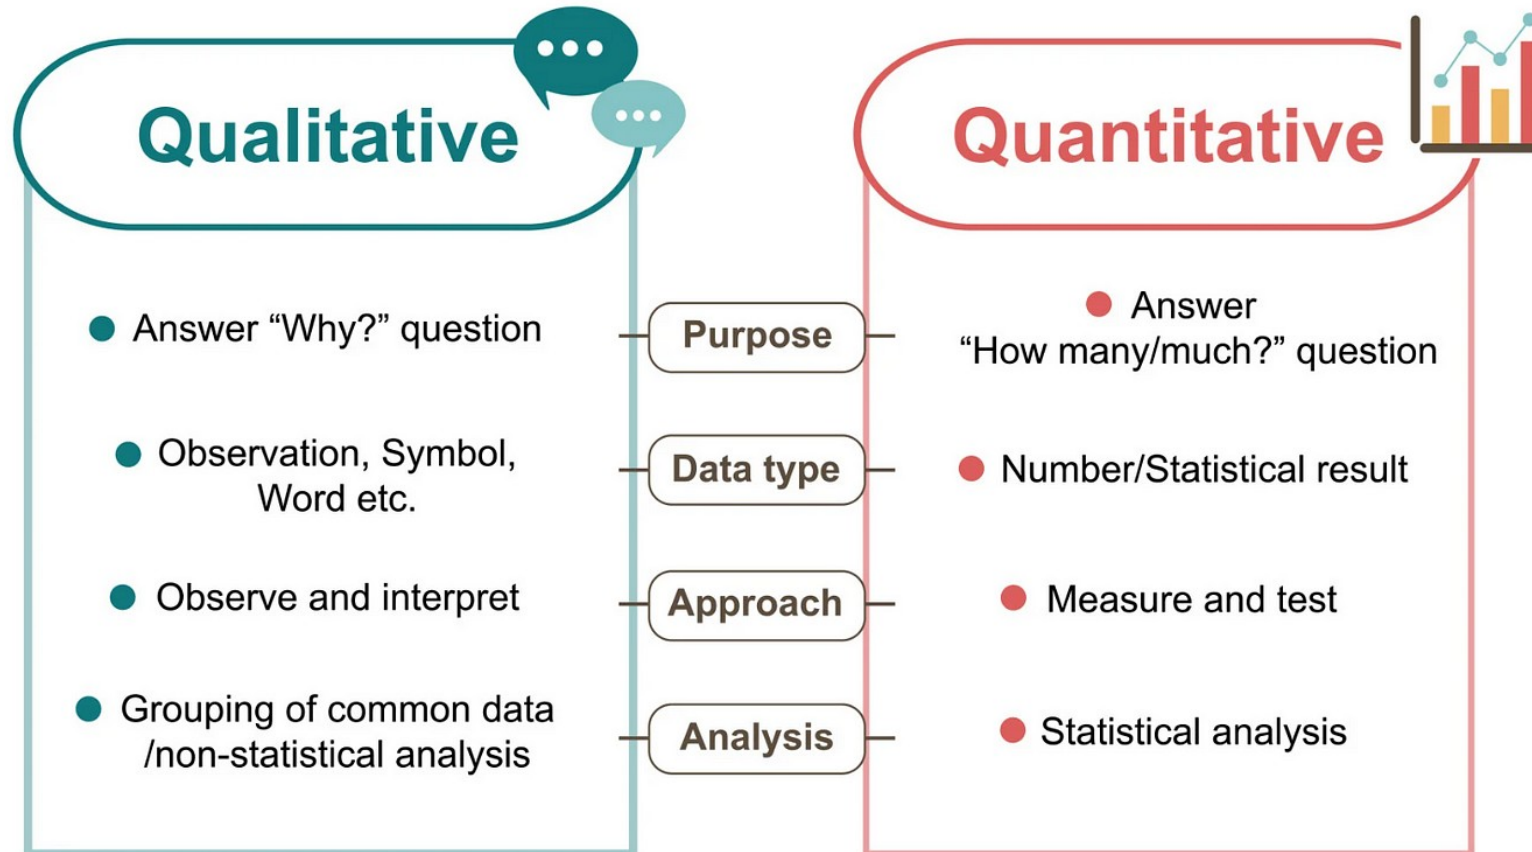 Qualitative
Quantitative
Answer “Why?” question
Purpose
Answer
“How many/much?” question
Observation, Symbol,
Word etc.
Data type
Number/Statistical result
Observe and interpret
Approach
Measure and test
Grouping of common data
/non-statistical analysis
Analysis
Statistical analysis